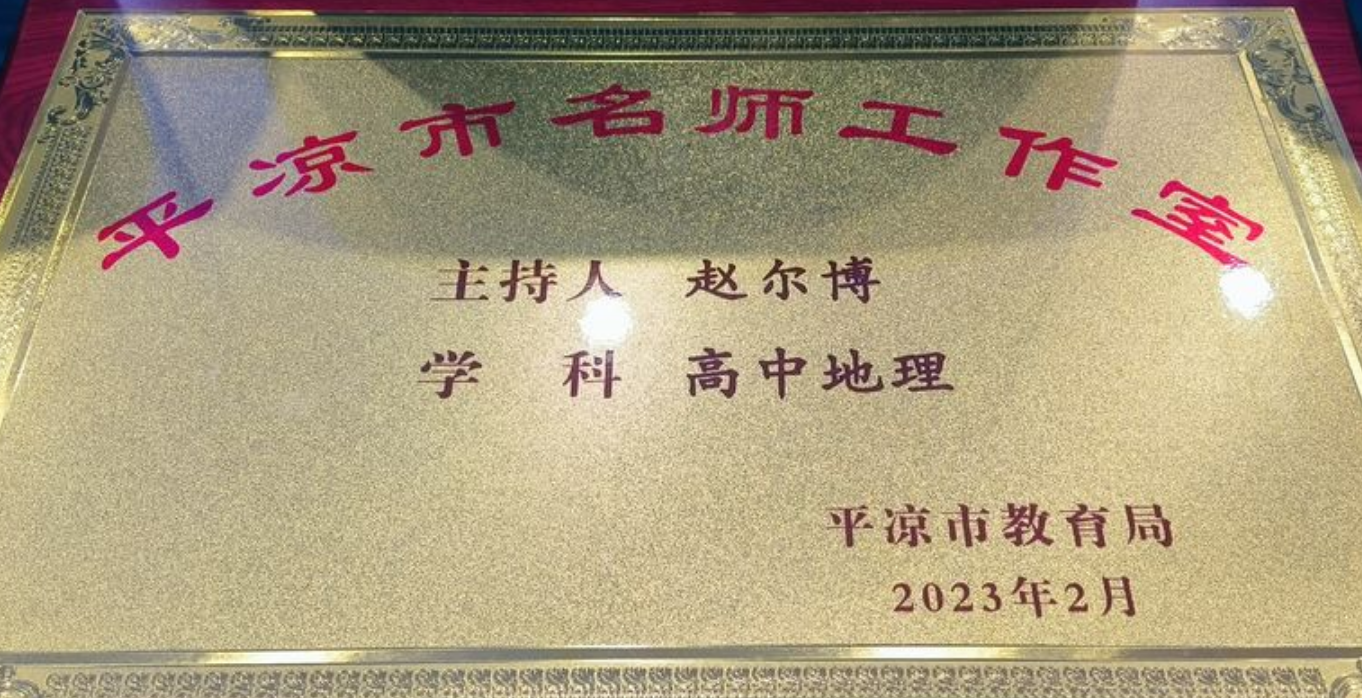 平凉市名师工作室
主持人 赵尔博
学 科 高中地理
平凉市教育局
2023年2月